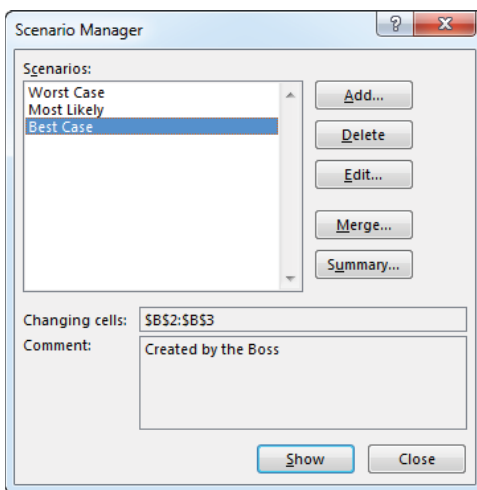 Scenario Manager
?
Scenarios:
Worst Case
Most Likely
Best Case
Add...
Delete
Edit...
Merge...
Summary...
Changing cells: $B$2:$B$3
Comment: Created by the Boss
Show Close